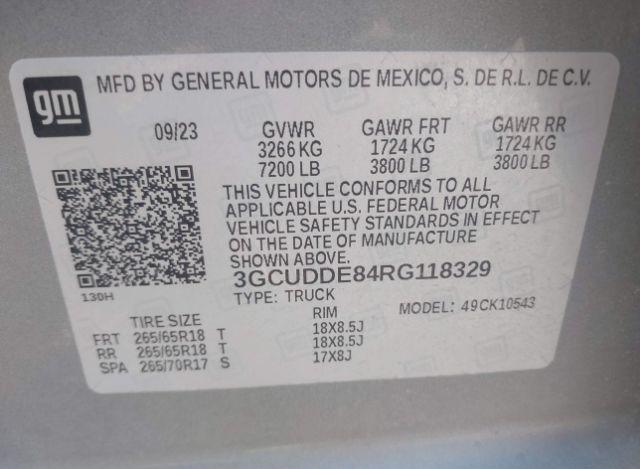 gm
MFD BY GENERAL MOTORS DE MEXICO, S. DE R.L. DE C.V.
09/23 GVWR GAWR FRT GAWR RR
3266 KG 1724 KG 1724 KG
7200 LB 3800 LB 3800 LB
THIS VEHICLE CONFORMS TO ALL
APPLICABLE U.S. FEDERAL MOTOR
VEHICLE SAFETY STANDARDS IN EFFECT
ON THE DATE OF MANUFACTURE
SHOWN ABOVE.
3GCUDDE84RG118329
130H
TYPE: TRUCK MODEL: 49CK10543
TIRE SIZE RIM
FRT 265/65R18 T 18X8.5J
RR 265/65R18 T 18X8.5J
SPA 265/70R17 S 17X8J